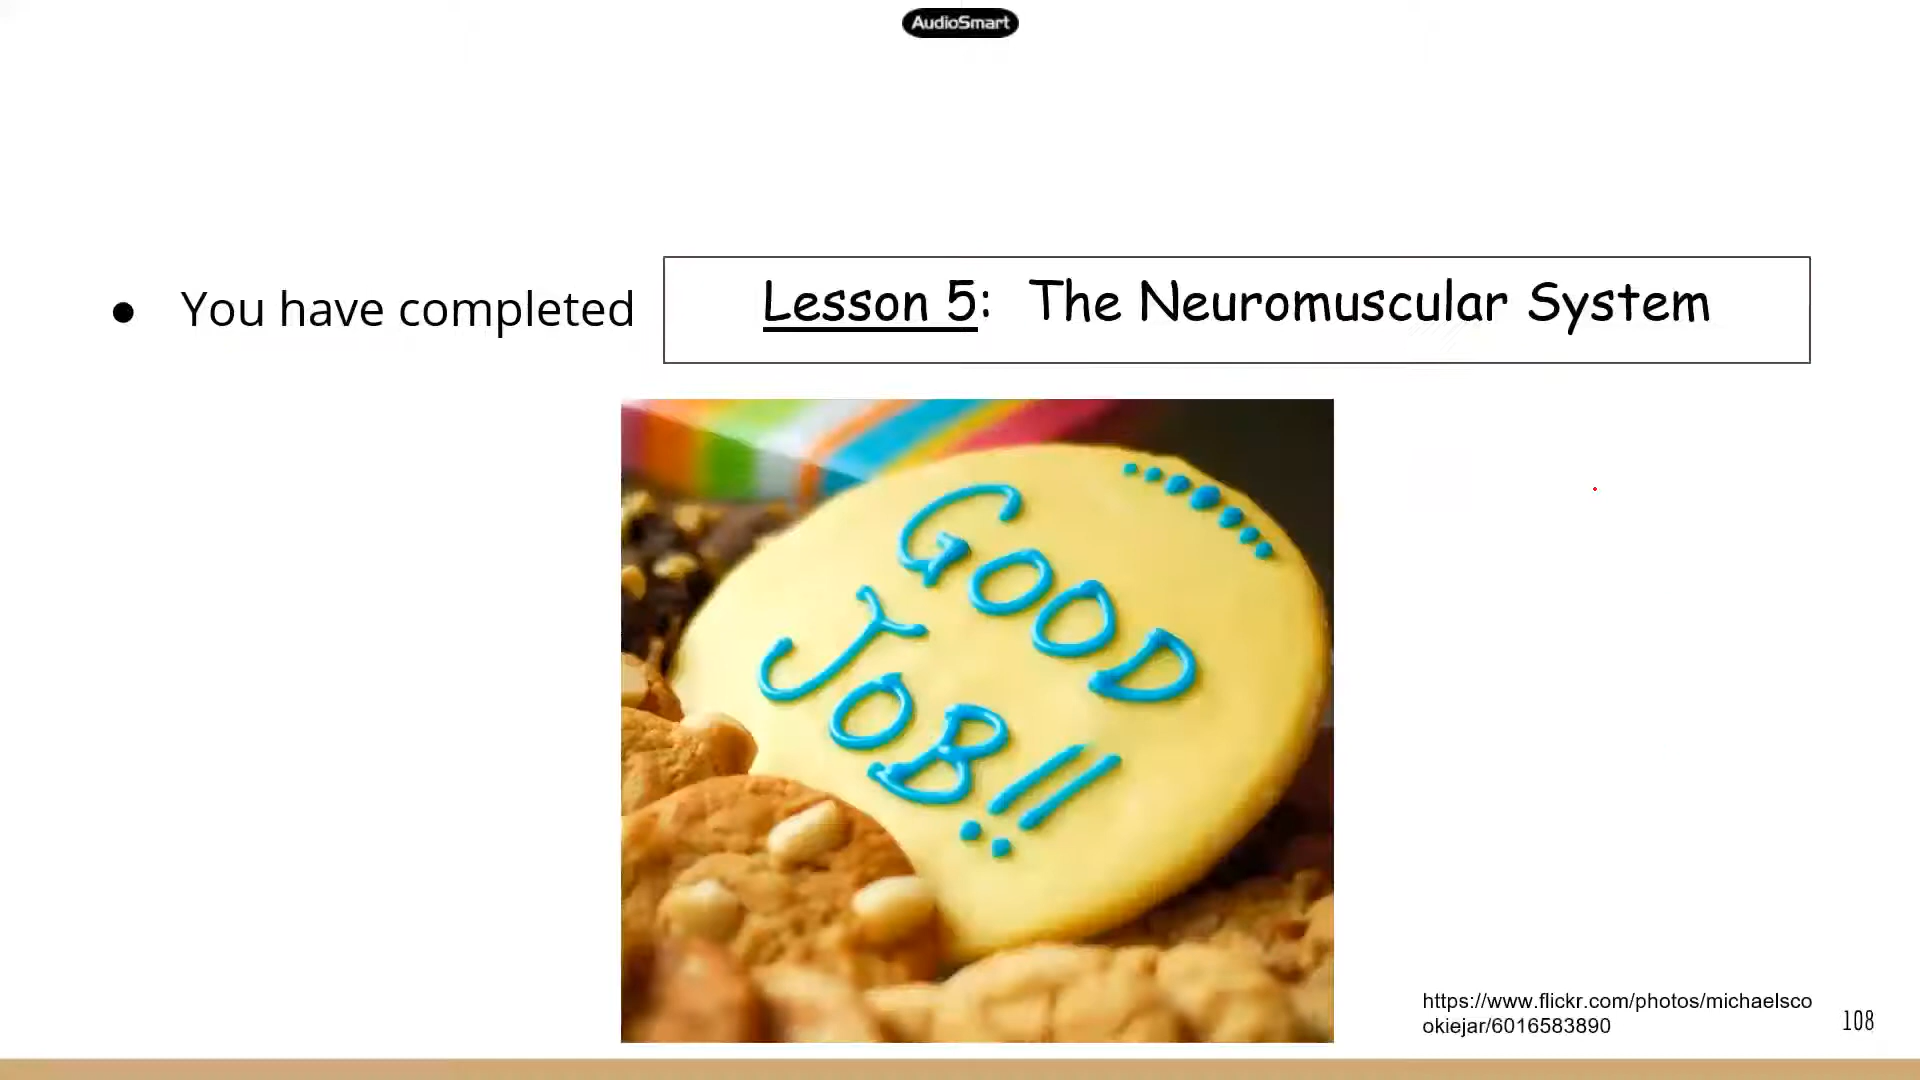 AudioSmart
● You have completed
Lesson 5: The Neuromuscular System
GOOD
JOB!!
https://www.flickr.com/photos/michaelsco
okiejar/6016583890
108